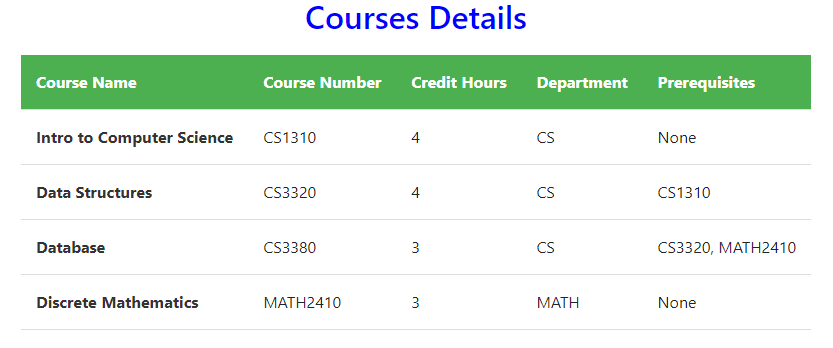 Courses Details
Course Name Course Number Credit Hours Department Prerequisites
Intro to Computer Science CS1310 4 CS None
Data Structures CS3320 4 CS CS1310
Database CS3380 3 CS CS3320, MATH2410
Discrete Mathematics MATH2410 3 MATH None